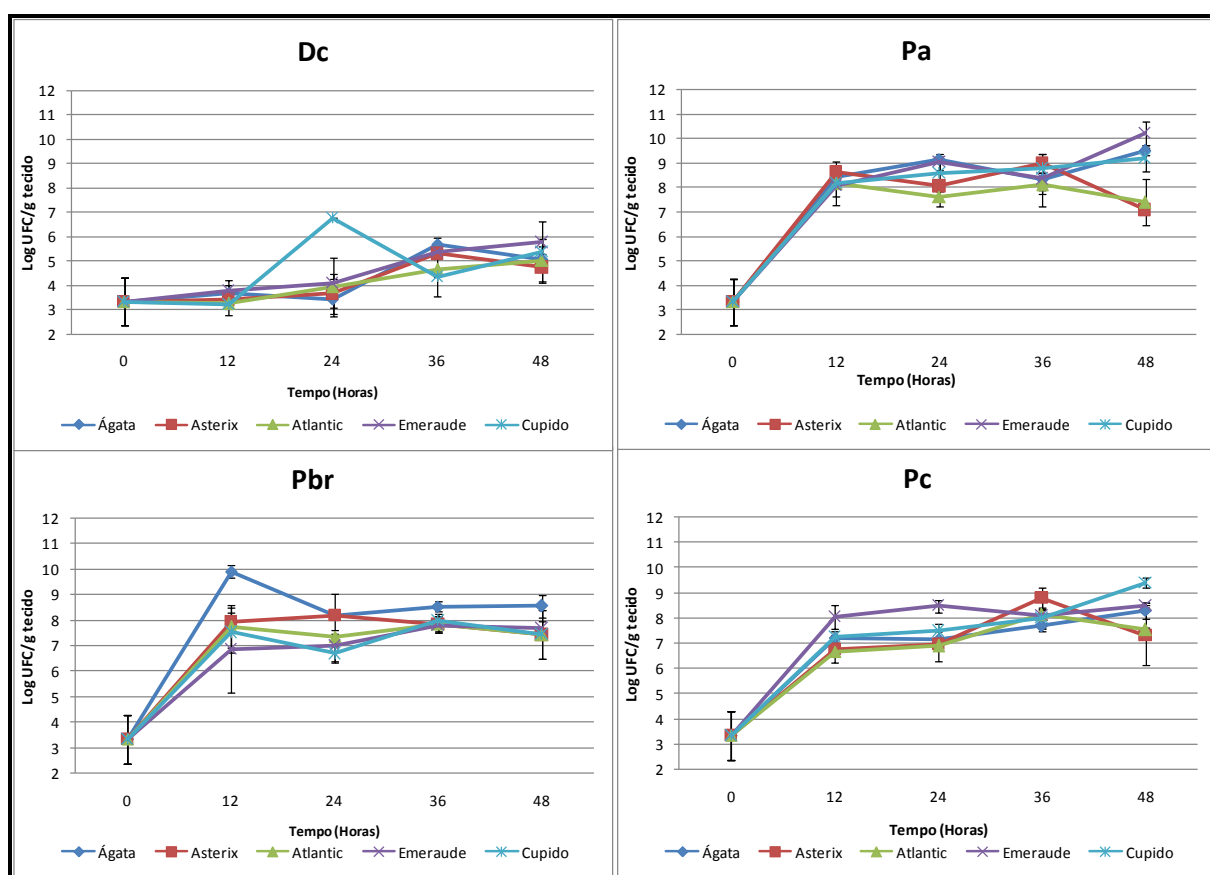 Dc
12
11
10
9
8
7
6
5
4
3
2
Log UFC/g tecido
0 12 24 36 48
Tempo (Horas)
Ágata Asterix Atlantic Emeraude Cupido
Pa
12
11
10
9
8
7
6
5
4
3
2
Log UFC/g tecido
0 12 24 36 48
Tempo (Horas)
Ágata Asterix Atlantic Emeraude Cupido
Pbr
12
11
10
9
8
7
6
5
4
3
2
Log UFC/g tecido
0 12 24 36 48
Tempo (Horas)
Ágata Asterix Atlantic Emeraude Cupido
Pc
12
11
10
9
8
7
6
5
4
3
2
Log UFC/g tecido
0 12 24 36 48
Tempo (Horas)
Ágata Asterix Atlantic Emeraude Cupido